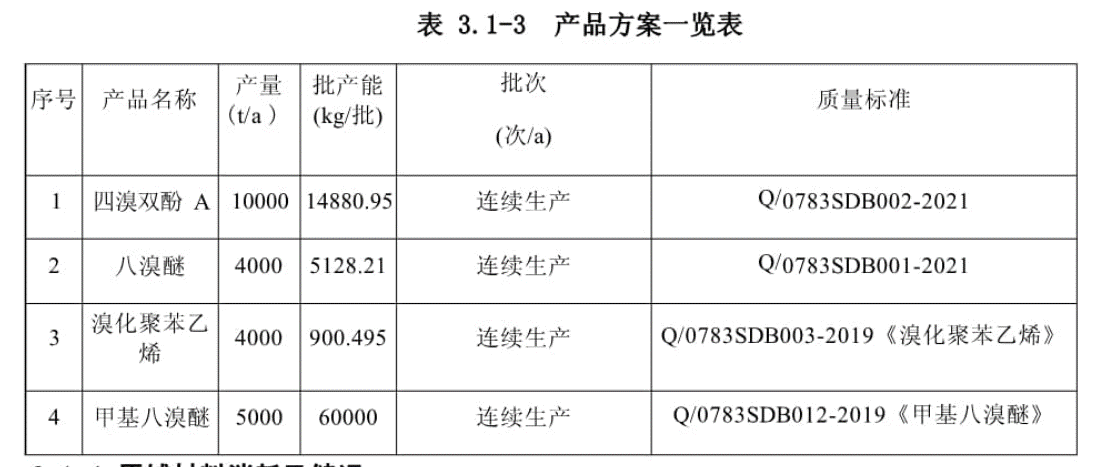 表 3.1-3 产品方案一览表
序号 产品名称 产量(t/a ) 批产能(kg/批) 批次(次/a) 质量标准
1 四溴双酚 A 10000 14880.95 连续生产 Q/0783SDB002-2021
2 八溴醚 4000 5128.21 连续生产 Q/0783SDB001-2021
3 溴化聚苯乙烯 4000 900.495 连续生产 Q/0783SDB003-2019《溴化聚苯乙烯》
4 甲基八溴醚 5000 60000 连续生产 Q/0783SDB012-2019《甲基八溴醚》